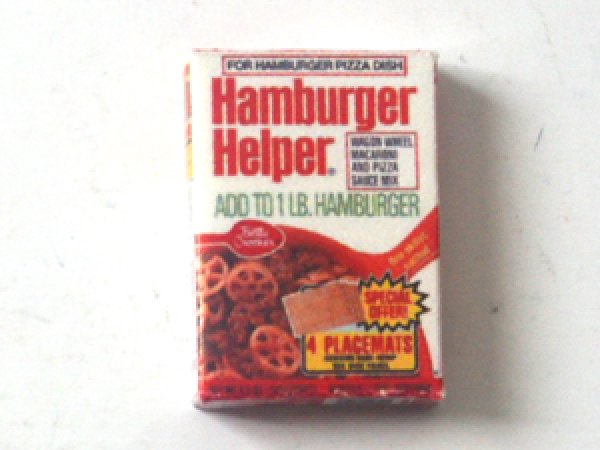 FOR HAMBURGER PIZZA DISH
Hamburger
Helper®
WAGON WHEEL
MACARONI
AND PIZZA
SAUCE MIX
ADD TO 1 LB. HAMBURGER
Betty
Crocker
SPECIAL
OFFER!
4 PLACEMATS